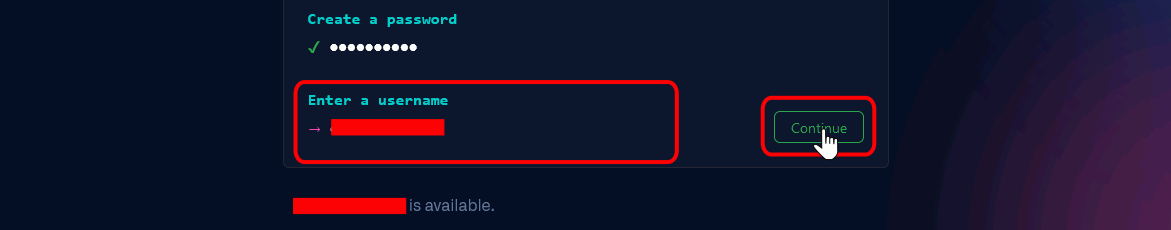 Create a password
✓ ••••••••••
Enter a username
→
Continue
is available.